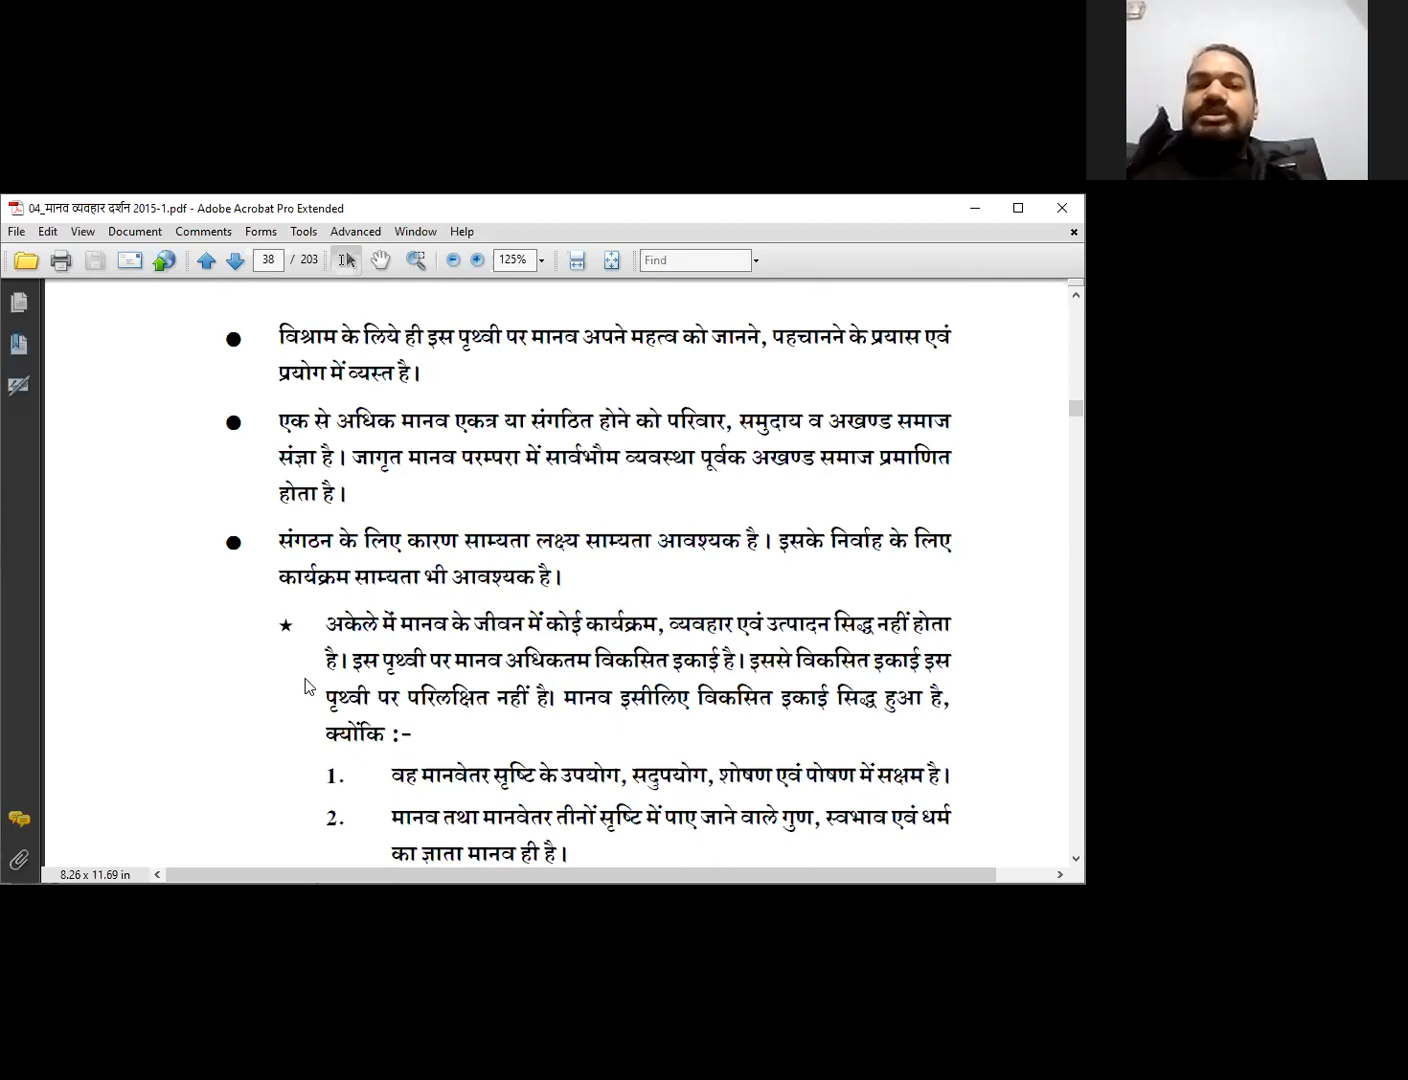 04_मानव व्यवहार दर्शन 2015-1.pdf - Adobe Acrobat Pro Extended
File Edit View Document Comments Forms Tools Advanced Window Help
38 / 203 125% Find
विश्राम के लिये ही इस पृथ्वी पर मानव अपने महत्व को जानने, पहचानने के प्रयास एवं
प्रयोग में व्यस्त है।
एक से अधिक मानव एकत्र या संगठित होने को परिवार, समुदाय व अखण्ड समाज
संज्ञा है। जागृत मानव परम्परा में सार्वभौम व्यवस्था पूर्वक अखण्ड समाज प्रमाणित
होता है।
संगठन के लिए कारण साम्यता लक्ष्य साम्यता आवश्यक है। इसके निर्वाह के लिए
कार्यक्रम साम्यता भी आवश्यक है।
★ अकेले में मानव के जीवन में कोई कार्यक्रम, व्यवहार एवं उत्पादन सिद्ध नहीं होता
है। इस पृथ्वी पर मानव अधिकतम विकसित इकाई है। इससे विकसित इकाई इस
पृथ्वी पर परिलक्षित नहीं है। मानव इसीलिए विकसित इकाई सिद्ध हुआ है,
क्योंकि :-
1. वह मानवेतर सृष्टि के उपयोग, सदुपयोग, शोषण एवं पोषण में सक्षम है।
2. मानव तथा मानवेतर तीनों सृष्टि में पाए जाने वाले गुण, स्वभाव एवं धर्म
का ज्ञाता मानव ही है।
8.26 x 11.69 in